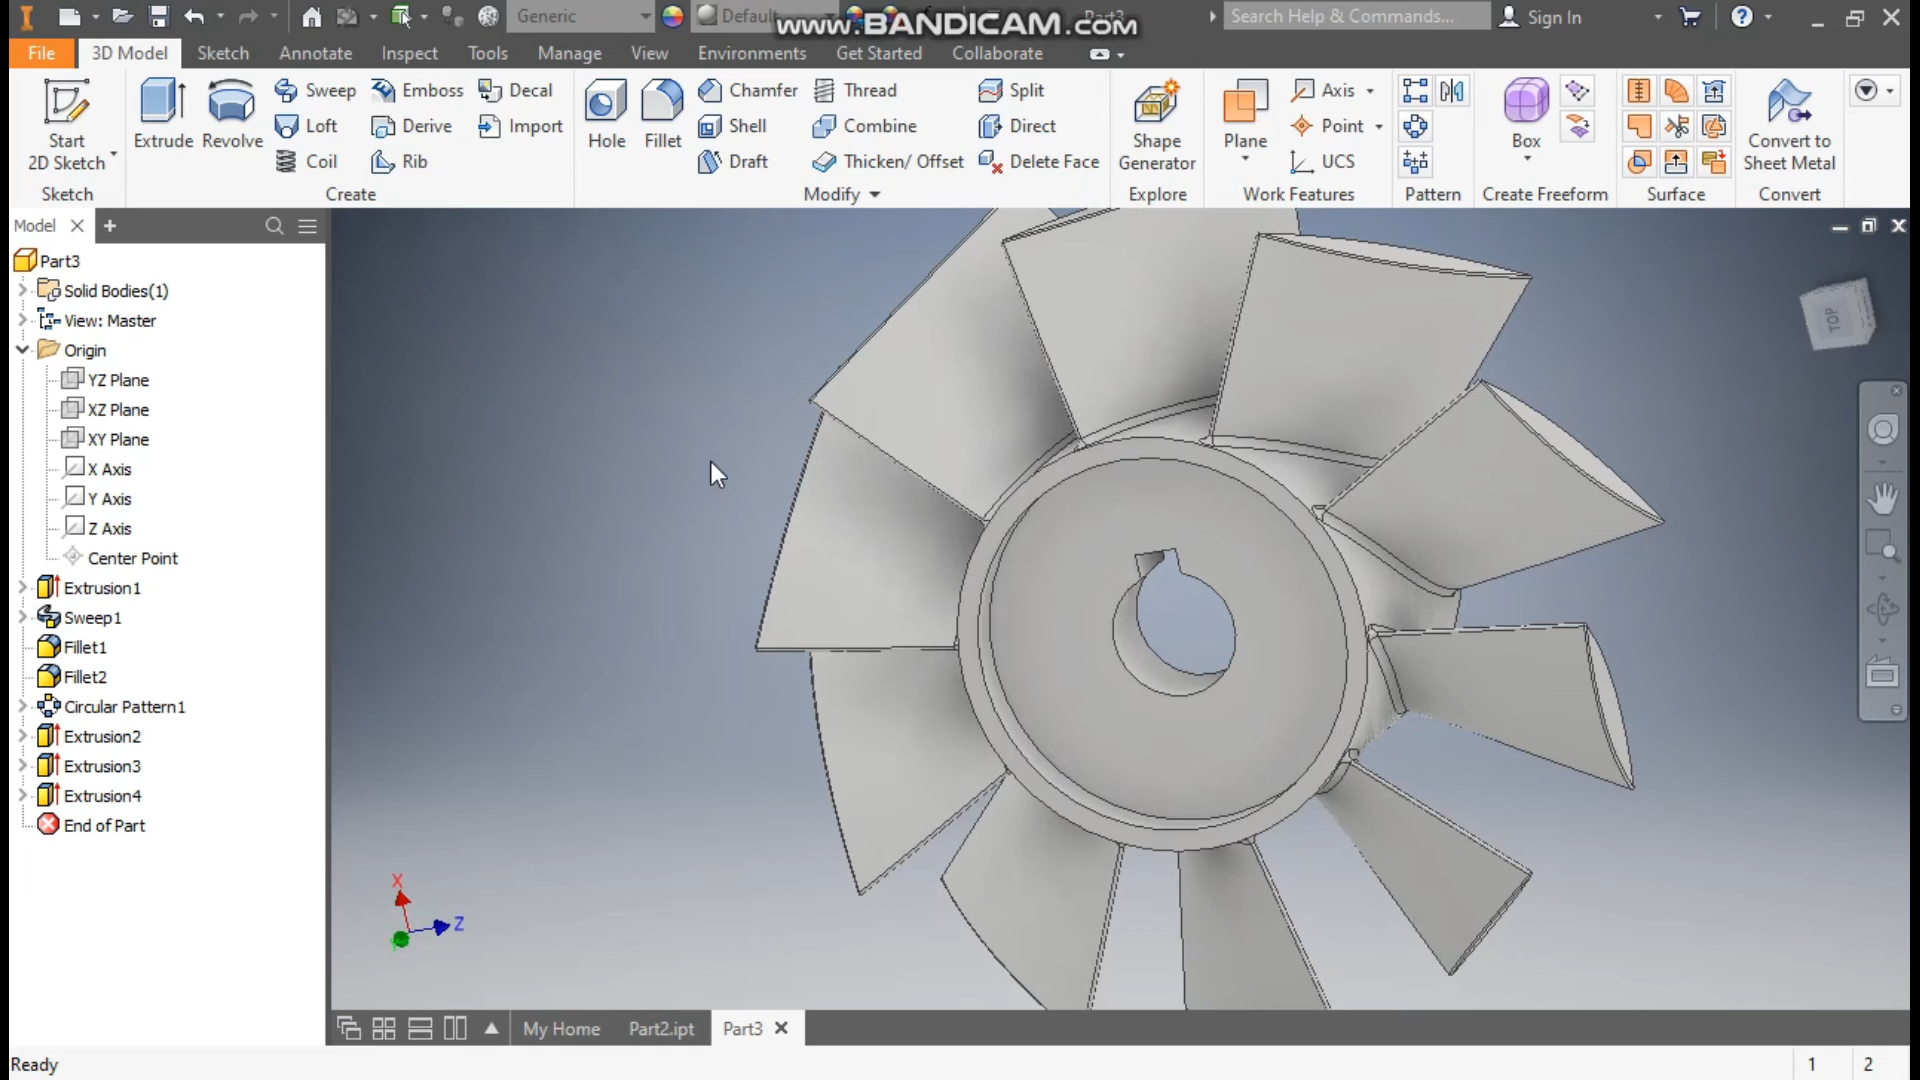 Generic
Default
www.BANDICAM.com
Search Help & Commands...
Sign In
File
3D Model
Sketch
Annotate
Inspect
Tools
Manage
View
Environments
Get Started
Collaborate
Start
2D Sketch
Sketch
Extrude
Revolve
Sweep
Loft
Coil
Emboss
Derive
Rib
Decal
Import
Create
Hole
Fillet
Chamfer
Shell
Draft
Thread
Combine
Thicken/ Offset
Split
Direct
Delete Face
Modify
Shape
Generator
Explore
Plane
Axis
Point
UCS
Work Features
Pattern
Box
Create Freeform
Surface
Convert to
Sheet Metal
Convert
Model
Part3
Solid Bodies(1)
View: Master
Origin
YZ Plane
XZ Plane
XY Plane
X Axis
Y Axis
Z Axis
Center Point
Extrusion1
Sweep1
Fillet1
Fillet2
Circular Pattern1
Extrusion2
Extrusion3
Extrusion4
End of Part
TOP
X
Z
My Home
Part2.ipt
Part3
Ready
1
2